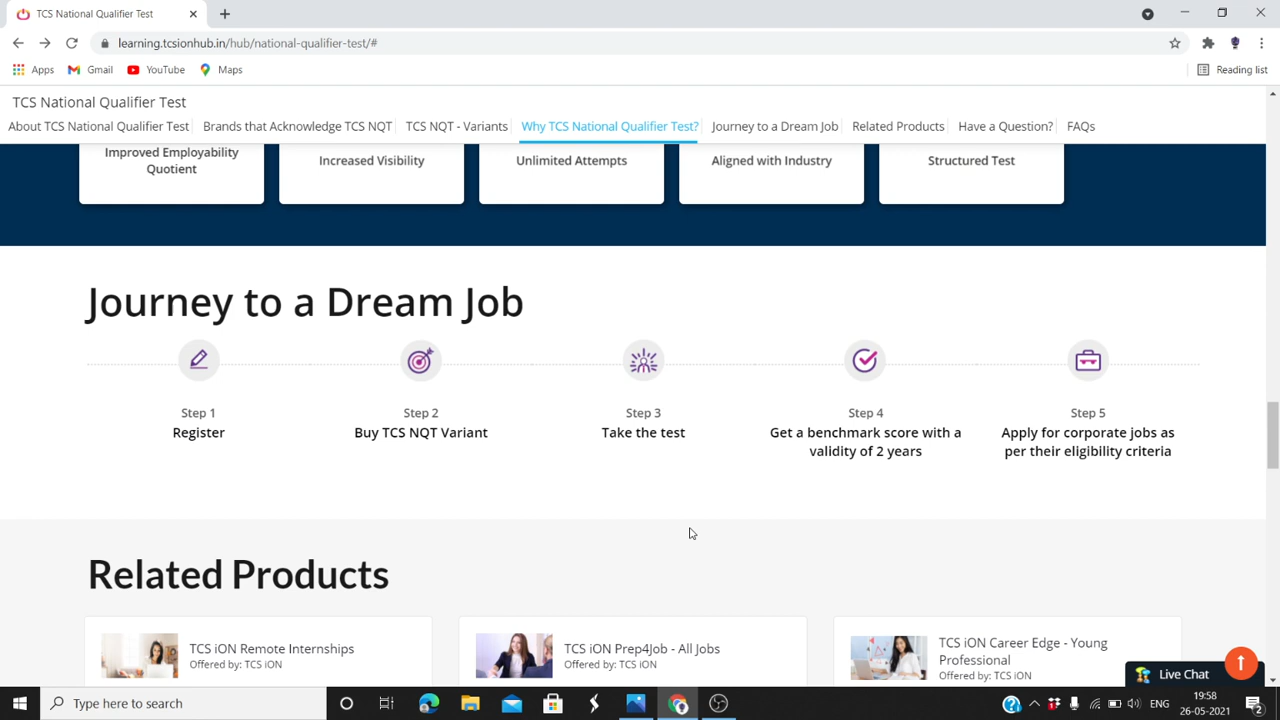 TCS National Qualifier Test
learning.tcsionhub.in/hub/national-qualifier-test/#
Apps Gmail YouTube Maps Reading list
TCS National Qualifier Test
About TCS National Qualifier Test Brands that Acknowledge TCS NQT TCS NQT - Variants Why TCS National Qualifier Test? Journey to a Dream Job Related Products Have a Question? FAQs
Improved Employability
Quotient
Increased Visibility
Unlimited Attempts
Aligned with Industry
Structured Test
Journey to a Dream Job
Step 1
Register
Step 2
Buy TCS NQT Variant
Step 3
Take the test
Step 4
Get a benchmark score with a
validity of 2 years
Step 5
Apply for corporate jobs as
per their eligibility criteria
Related Products
TCS iON Remote Internships
Offered by: TCS iON
TCS iON Prep4Job - All Jobs
Offered by: TCS iON
TCS iON Career Edge - Young
Professional
Offered by: TCS iON
Live Chat
Type here to search
ENG
19:58
26-05-2021
2